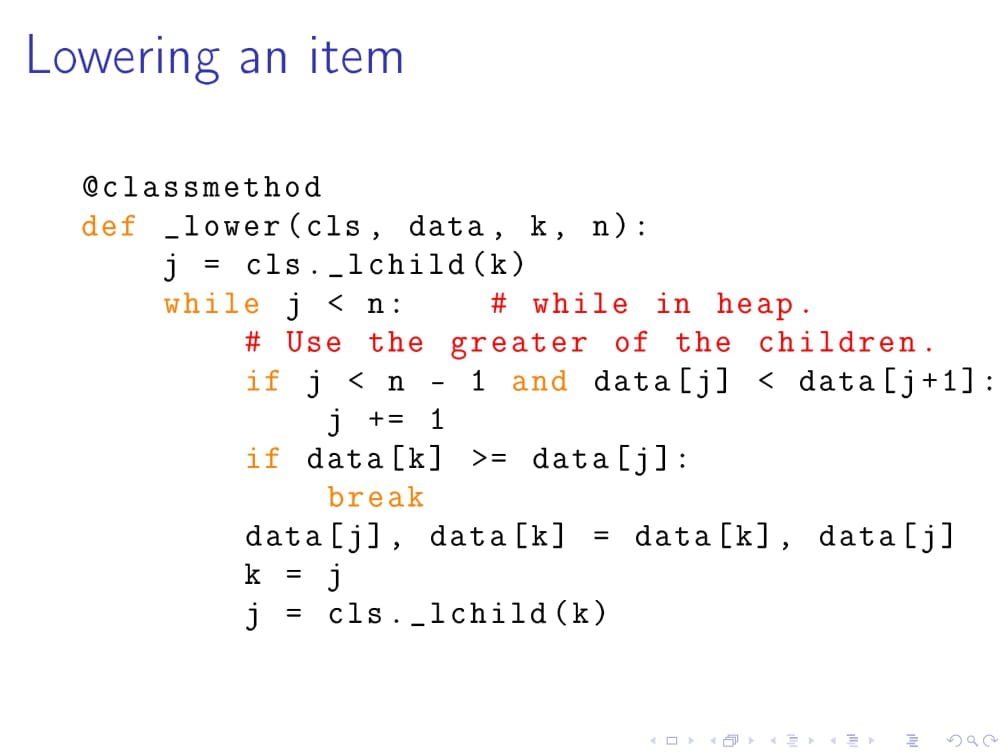 Lowering an item
@classmethod
def _lower(cls, data, k, n):
    j = cls._lchild(k)
    while j < n:    # while in heap.
        # Use the greater of the children.
        if j < n - 1 and data[j] < data[j+1]:
            j += 1
        if data[k] >= data[j]:
            break
        data[j], data[k] = data[k], data[j]
        k = j
        j = cls._lchild(k)